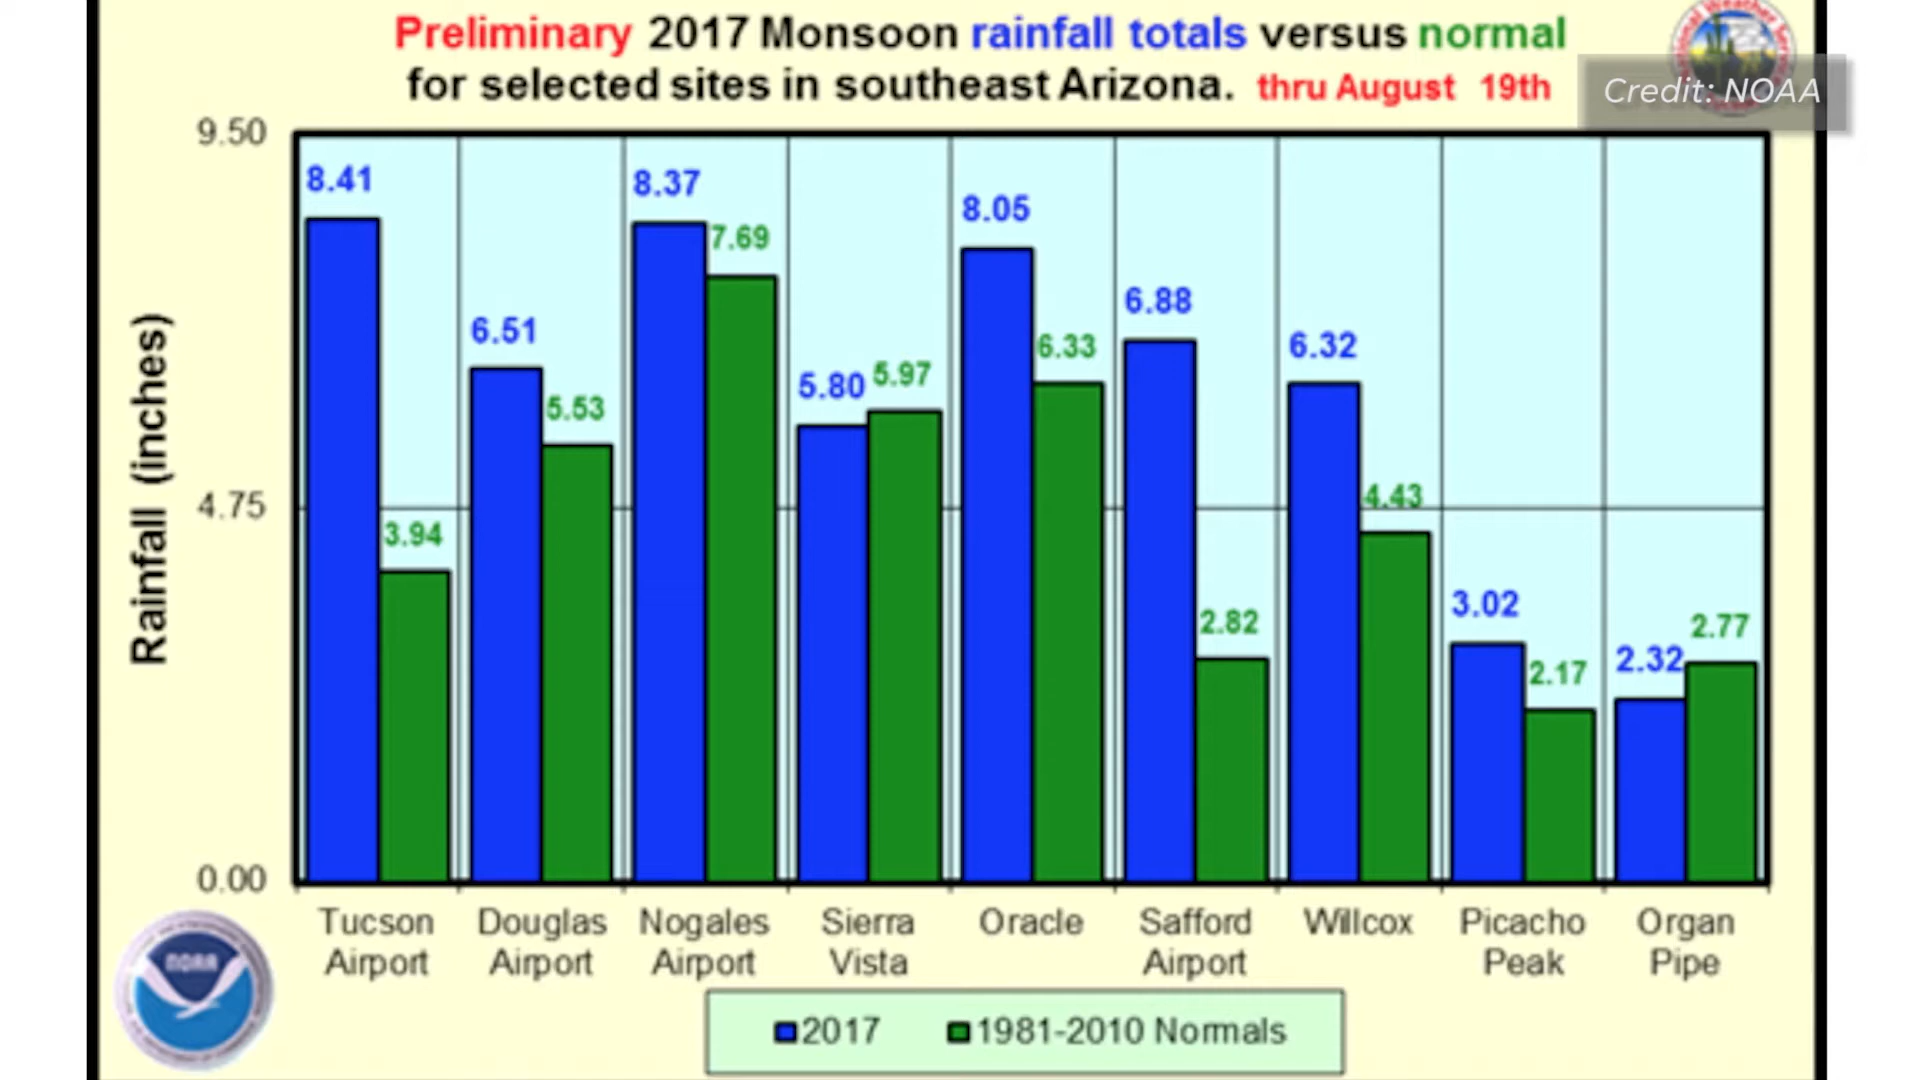 Preliminary 2017 Monsoon rainfall totals versus normal
for selected sites in southeast Arizona. thru August 19th
Credit: NOAA
9.50
4.75
0.00
Rainfall (inches)
8.41
3.94
6.51
5.53
8.37
7.69
5.80
5.97
8.05
6.33
6.88
2.82
6.32
4.43
3.02
2.17
2.32
2.77
Tucson
Airport
Douglas
Airport
Nogales
Airport
Sierra
Vista
Oracle
Safford
Airport
Willcox
Picacho
Peak
Organ
Pipe
NOAA
2017
1981-2010 Normals